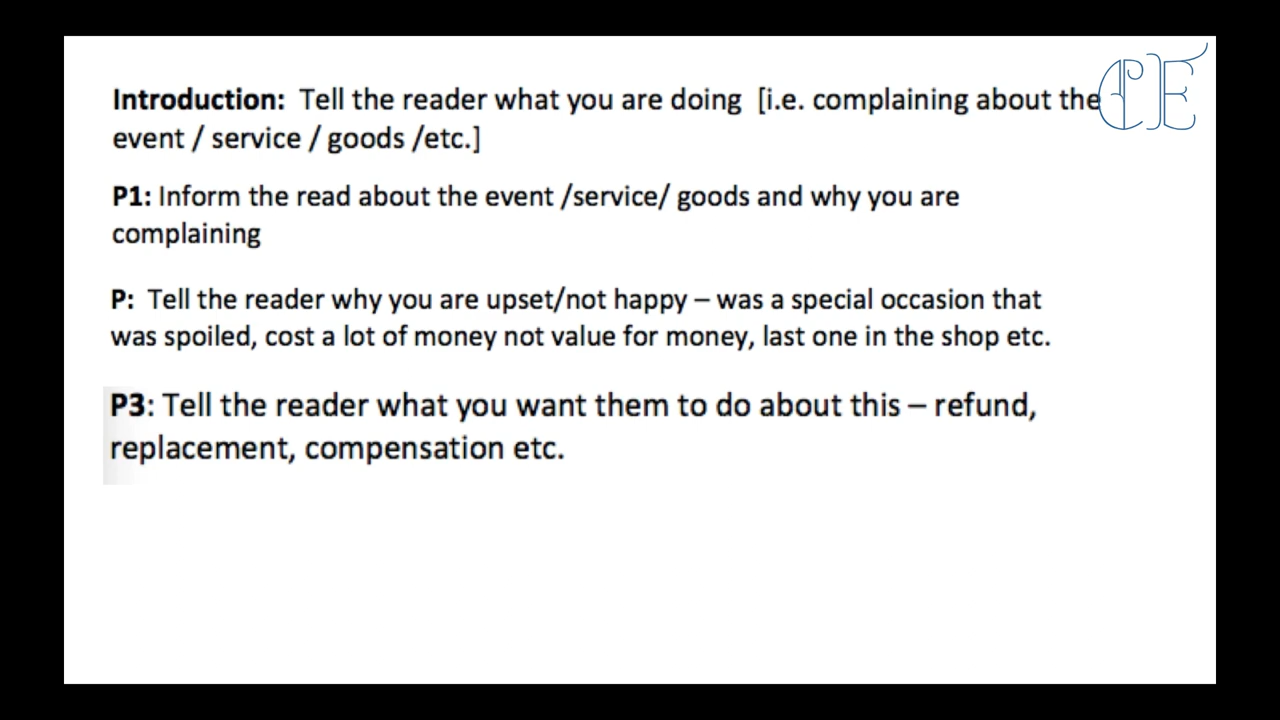 Introduction:  Tell the reader what you are doing  [i.e. complaining about the
event / service / goods /etc.]
P1: Inform the read about the event /service/ goods and why you are
complaining
P:  Tell the reader why you are upset/not happy – was a special occasion that
was spoiled, cost a lot of money not value for money, last one in the shop etc.
P3: Tell the reader what you want them to do about this – refund,
replacement, compensation etc.
CE